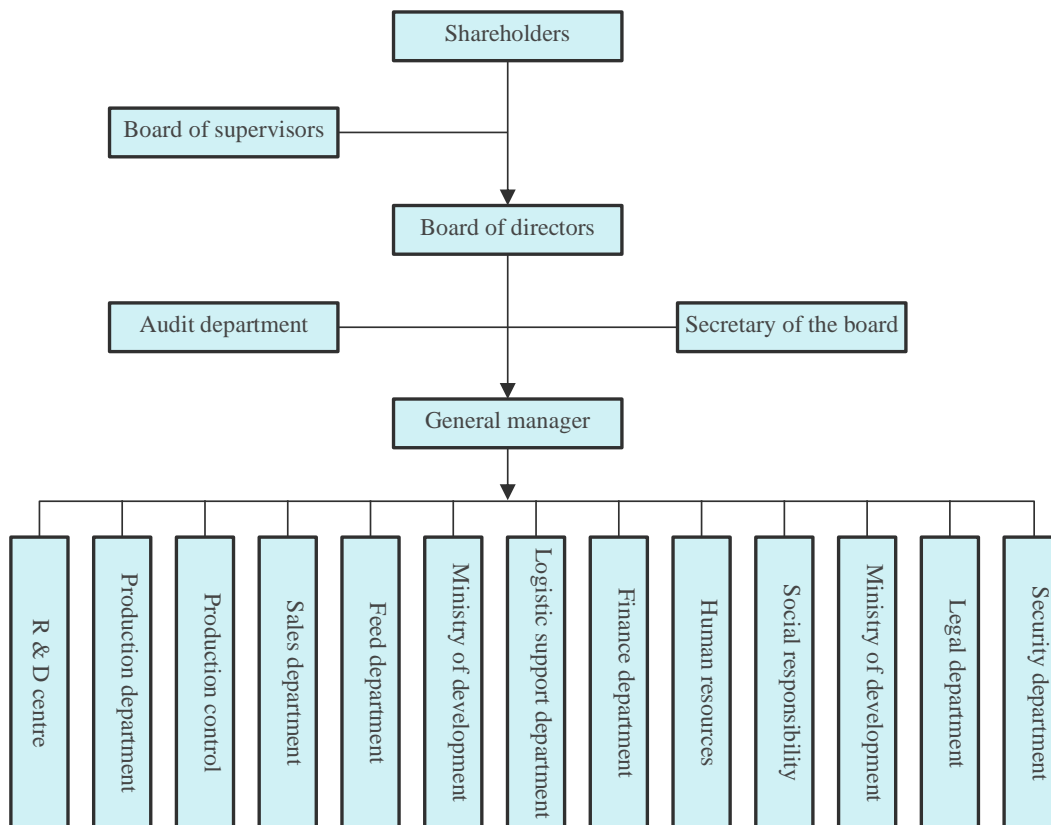 Shareholders
Board of supervisors
Board of directors
Audit department
Secretary of the board
General manager
R & D centre
Production department
Production control
Sales department
Feed department
Ministry of development
Logistic support department
Finance department
Human resources
Social responsibility
Ministry of development
Legal department
Security department